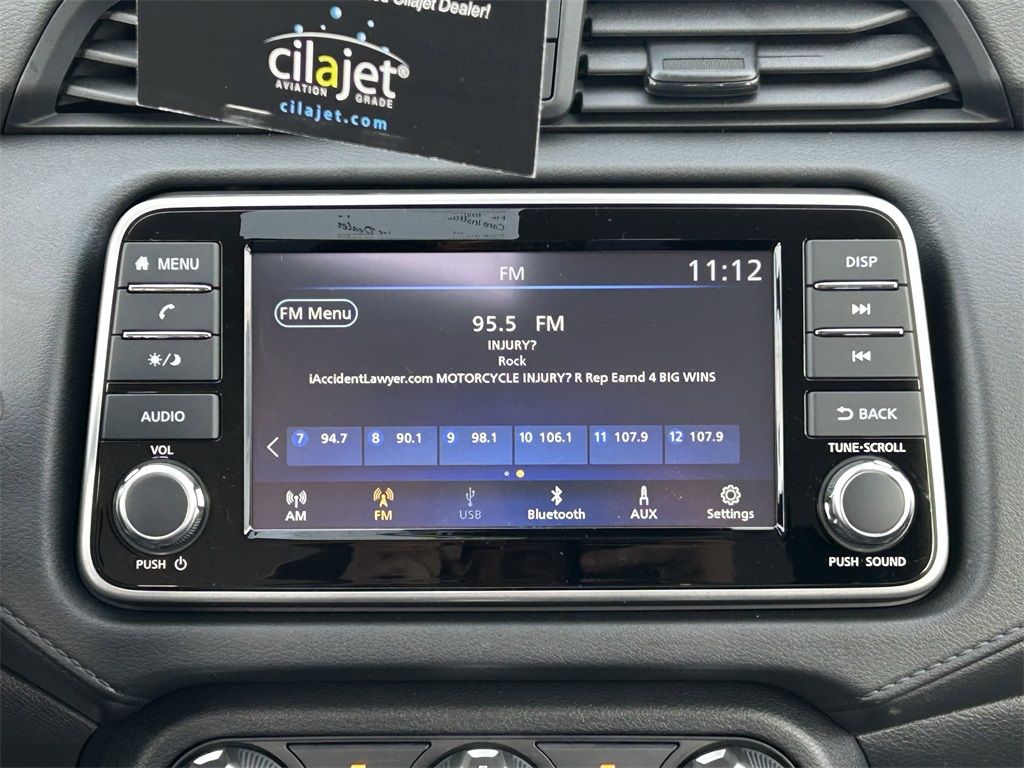 Cilajet Dealer!
cilajet®
AVIATION GRADE
cilajet.com
MENU
DISP
FM
11:12
FM Menu
95.5 FM
INJURY?
Rock
iAccidentLawyer.com MOTORCYCLE INJURY? R Rep Earnd 4 BIG WINS
AUDIO
BACK
7 94.7
8 90.1
9 98.1
10 106.1
11 107.9
12 107.9
VOL
TUNE·SCROLL
AM
FM
USB
Bluetooth
AUX
Settings
PUSH
PUSH SOUND